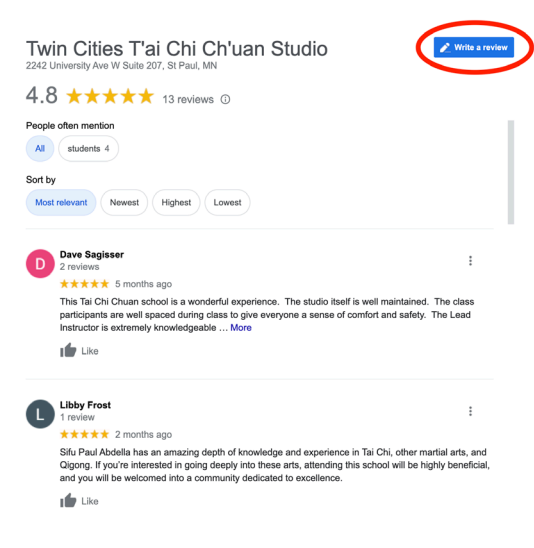 Twin Cities T'ai Chi Ch'uan Studio
Write a review
2242 University Ave W Suite 207, St Paul, MN
4.8
13 reviews
People often mention
All
students 4
Sort by
Most relevant
Newest
Highest
Lowest
D
Dave Sagisser
2 reviews
5 months ago
This Tai Chi Chuan school is a wonderful experience. The studio itself is well maintained. The class
participants are well spaced during class to give everyone a sense of comfort and safety. The Lead
Instructor is extremely knowledgeable … More
Like
L
Libby Frost
1 review
2 months ago
Sifu Paul Abdella has an amazing depth of knowledge and experience in Tai Chi, other martial arts, and
Qigong. If you're interested in going deeply into these arts, attending this school will be highly beneficial,
and you will be welcomed into a community dedicated to excellence.
Like